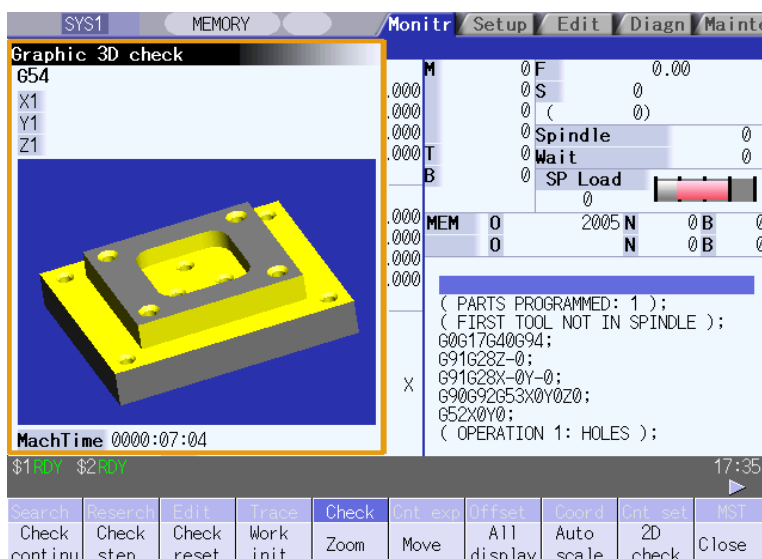 SYS1 MEMORY Monitr Setup Edit Diagn Mainte
Graphic 3D check
G54
X1
Y1
Z1
MachTime 0000:07:04
.000
.000
.000
.000
.000
.000
.000
.000
X
M 0 F 0.00
0 S 0
0 ( 0)
0 Spindle 0
T 0 Wait 0
B 0 SP Load
0
MEM O 2005 N 0 B 0
O N 0 B 0
( PARTS PROGRAMMED: 1 );
( FIRST TOOL NOT IN SPINDLE );
G0G17G40G94;
G91G28Z-0;
G91G28X-0Y-0;
G90G92G53X0Y0Z0;
G52X0Y0;
( OPERATION 1: HOLES );
$1RDY $2RDY 17:35
Search Reserch Edit Trace Check Cnt exp Offset Coord Cnt set MST
Check Check Check Work Zoom Move All Auto 2D Close
continu step reset init display scale check